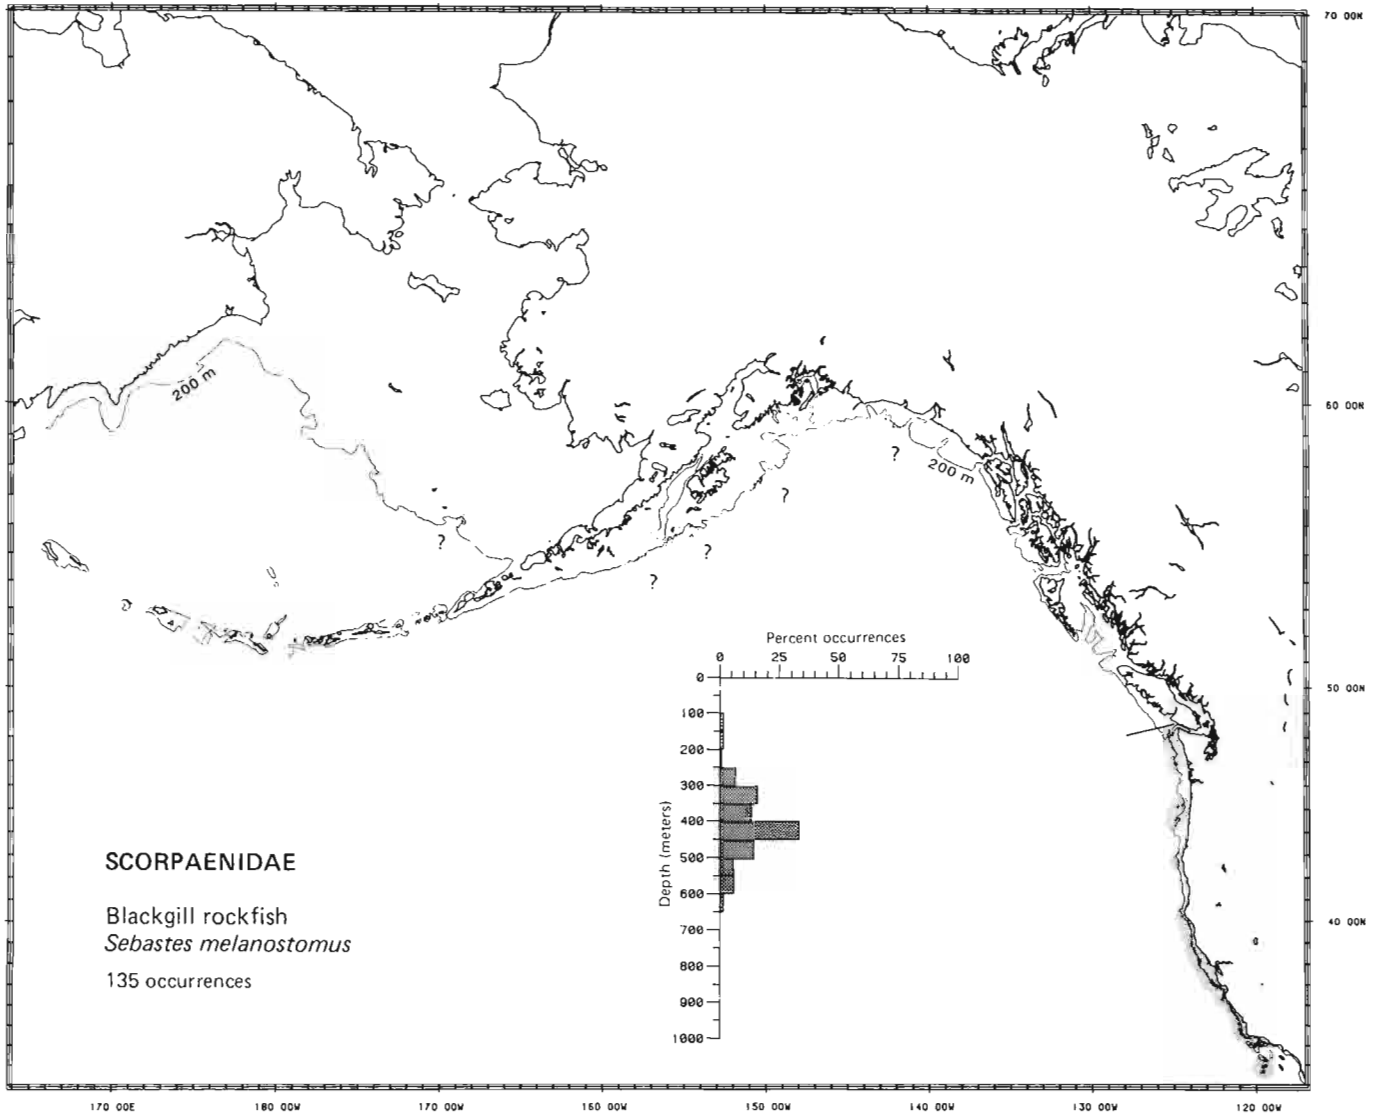 70 00N
200 m
60 00N
?
200 m
?
?
?
?
Percent occurrences
0 25 50 75 100
0
50 00N
100
200
300
400
500
600
700
800
900
1000
Depth (meters)
SCORPAENIDAE
Blackgill rockfish
Sebastes melanostomus
135 occurrences
40 00N
170 00E 180 00W 170 00W 160 00W 150 00W 140 00W 130 00W 120 00W